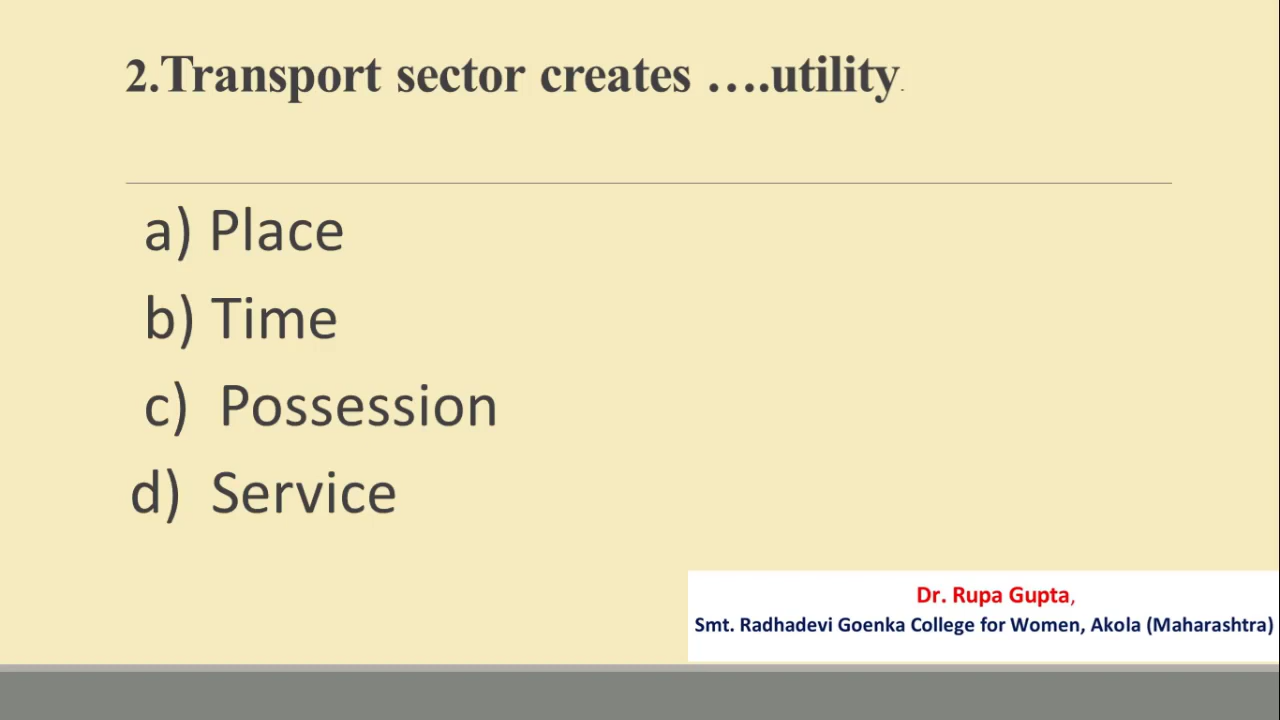 2.Transport sector creates ….utility.
a) Place
b) Time
c) Possession
d) Service
Dr. Rupa Gupta,
Smt. Radhadevi Goenka College for Women, Akola (Maharashtra)